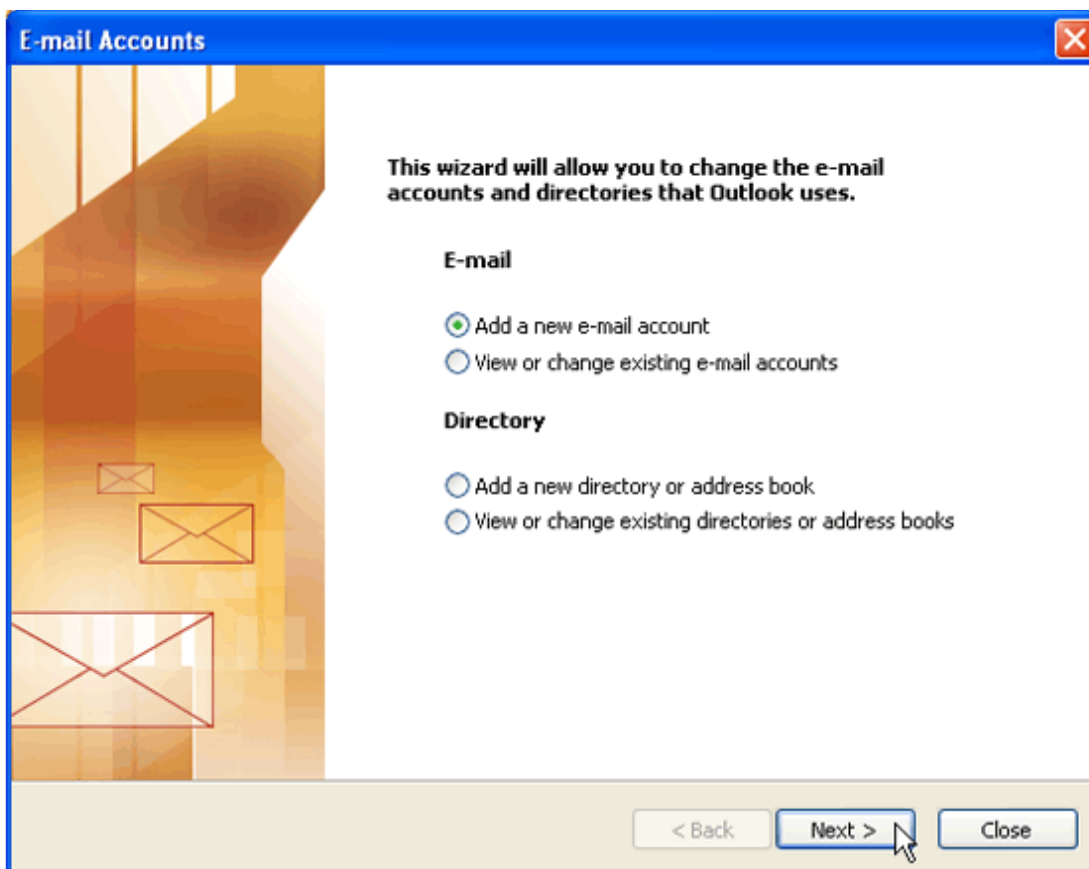 E-mail Accounts
This wizard will allow you to change the e-mail
accounts and directories that Outlook uses.
E-mail
Add a new e-mail account
View or change existing e-mail accounts
Directory
Add a new directory or address book
View or change existing directories or address books
< Back
Next >
Close